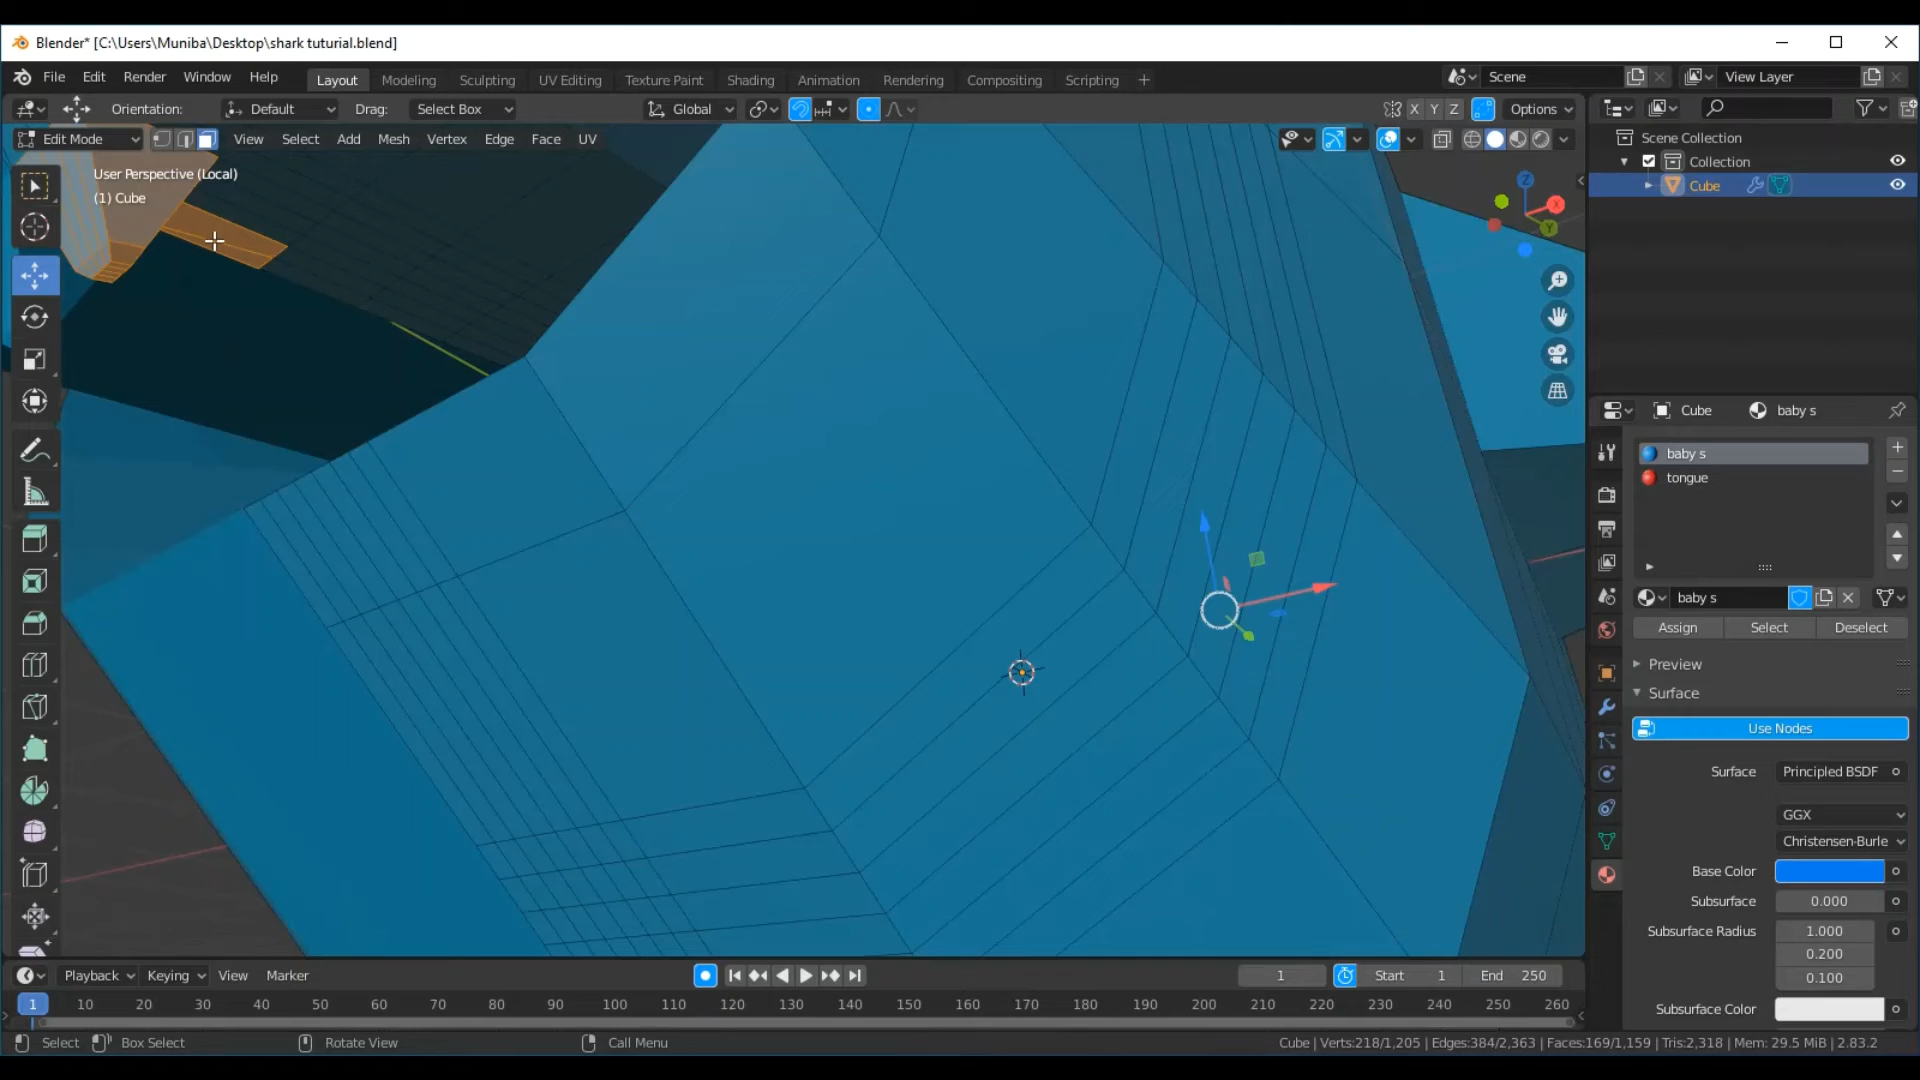 Blender* [C:\Users\Muniba\Desktop\shark tuturial.blend]
File Edit Render Window Help Layout Modeling Sculpting UV Editing Texture Paint Shading Animation Rendering Compositing Scripting + Scene View Layer
Orientation: Default Drag: Select Box Global X Y Z Options
Edit Mode View Select Add Mesh Vertex Edge Face UV
Scene Collection
Collection
Cube
User Perspective (Local)
(1) Cube
Z
X
Y
Cube baby s
baby s
tongue
baby s
Assign Select Deselect
Preview
Surface
Use Nodes
Surface Principled BSDF
GGX
Christensen-Burle
Base Color
Subsurface 0.000
Subsurface Radius 1.000
0.200
0.100
Subsurface Color
Playback Keying View Marker 1 Start 1 End 250
1 10 20 30 40 50 60 70 80 90 100 110 120 130 140 150 160 170 180 190 200 210 220 230 240 250 260
Select Box Select Rotate View Call Menu Cube | Verts:218/1,205 | Edges:384/2,363 | Faces:169/1,159 | Tris:2,318 | Mem: 29.5 MiB | 2.83.2